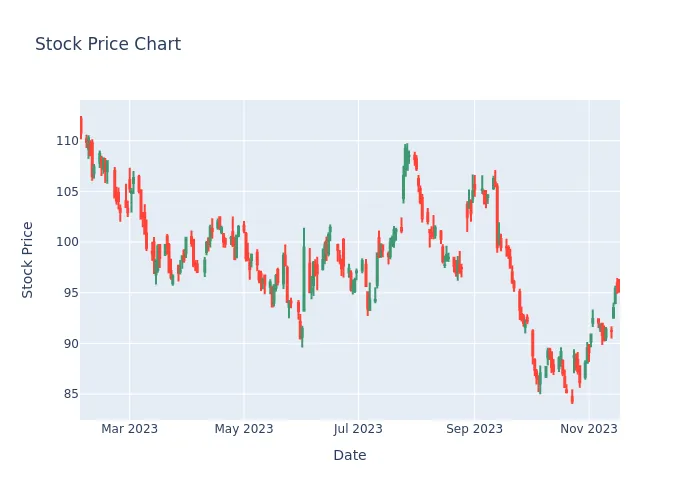 Stock Price Chart
Stock Price
110
105
100
95
90
85
Mar 2023
May 2023
Jul 2023
Sep 2023
Nov 2023
Date